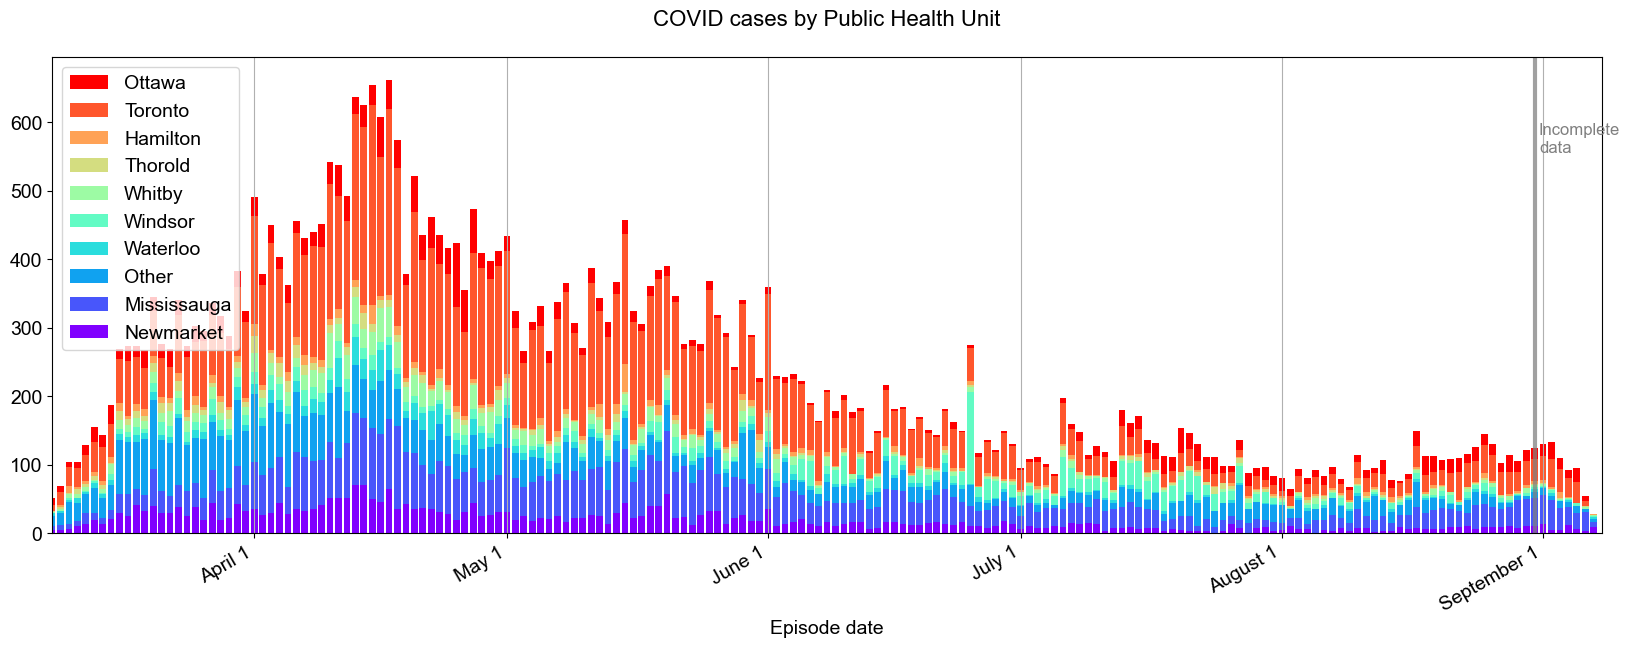 COVID cases by Public Health Unit
Ottawa
Toronto
Hamilton
Thorold
Whitby
Windsor
Waterloo
Other
Mississauga
Newmarket
Incomplete
data
600
500
400
300
200
100
0
April 1
May 1
June 1
July 1
August 1
September 1
Episode date